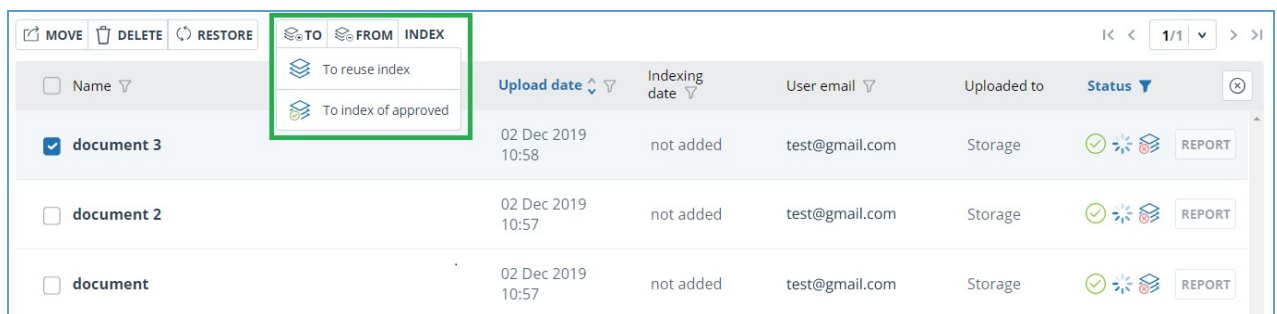 MOVE DELETE RESTORE TO FROM INDEX 1/1
To reuse index
To index of approved
Name Upload date Indexing date User email Uploaded to Status
document 3 02 Dec 2019 10:58 not added test@gmail.com Storage REPORT
document 2 02 Dec 2019 10:57 not added test@gmail.com Storage REPORT
document 02 Dec 2019 10:57 not added test@gmail.com Storage REPORT